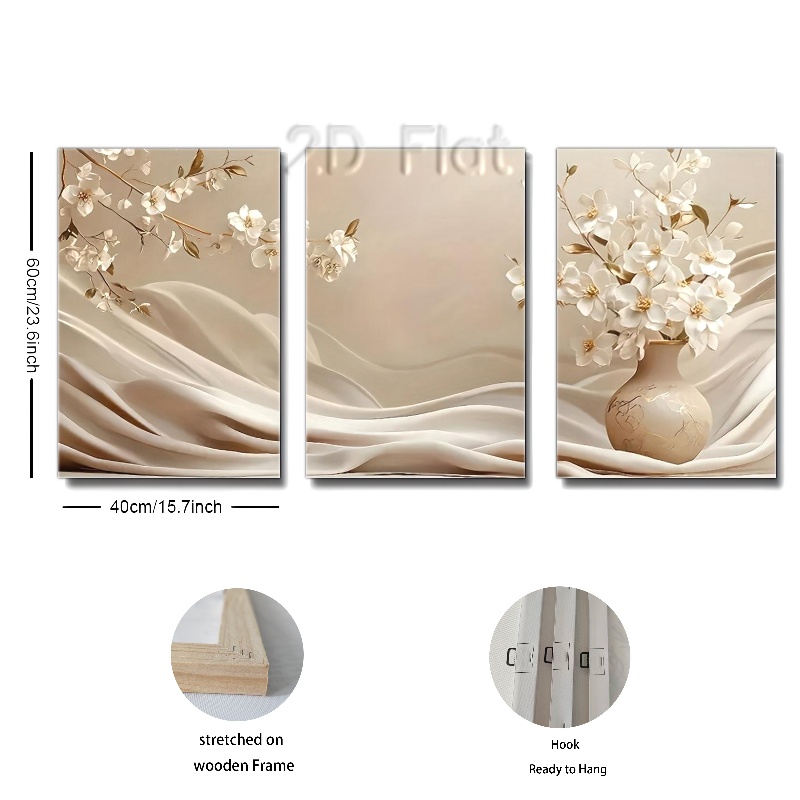 2D Flat
60cm/23.6inch
40cm/15.7inch
stretched on
wooden Frame
Hook
Ready to Hang